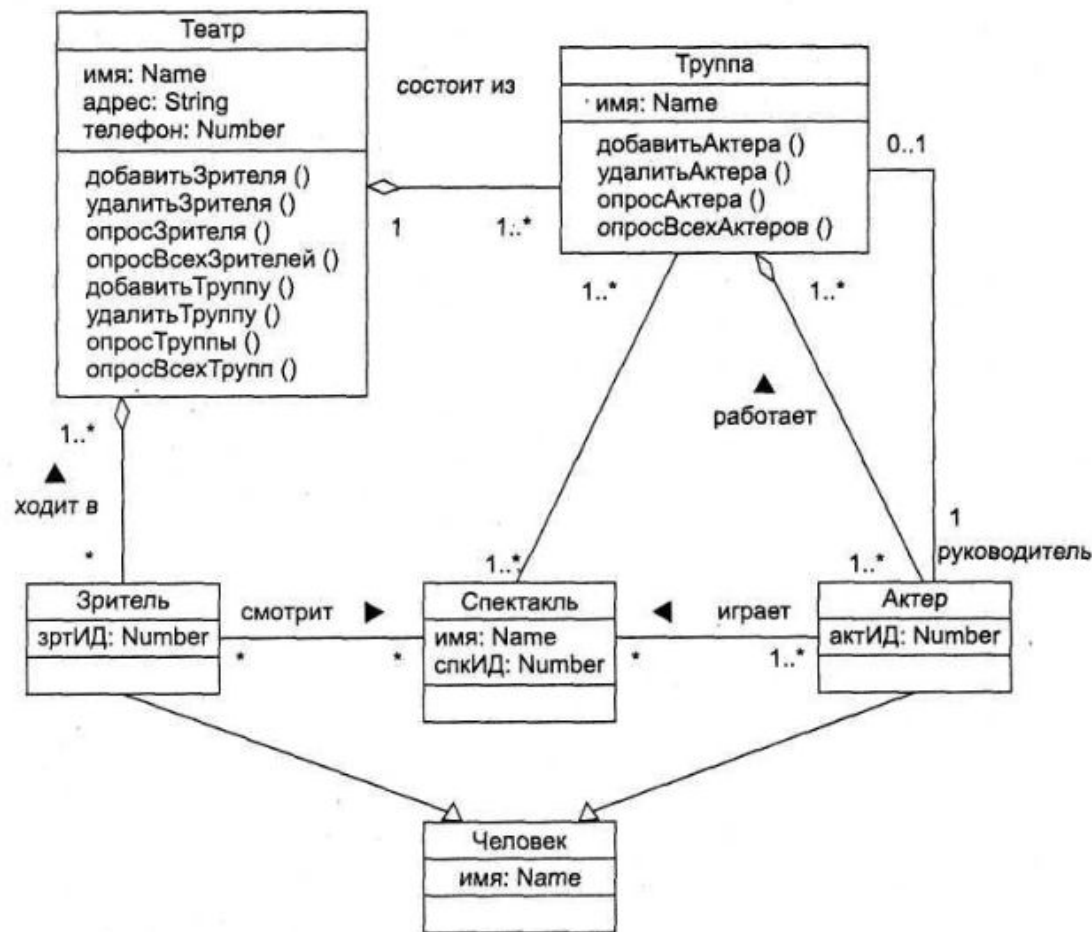 Театр
имя: Name
адрес: String
телефон: Number
добавитьЗрителя ()
удалитьЗрителя ()
опросЗрителя ()
опросВсехЗрителей ()
добавитьТруппу ()
удалитьТруппу ()
опросТруппы ()
опросВсехТрупп ()
состоит из
1
1..*
Труппа
имя: Name
добавитьАктера ()
удалитьАктера ()
опросАктера ()
опросВсехАктеров ()
0..1
1..*
1..*
1..*
▲
ходит в
*
▲
работает
1..*
1..*
1
руководитель
Зритель
зртИД: Number
смотрит ▶
*
*
Спектакль
имя: Name
спкИД: Number
◀ играет
*
1..*
Актер
актИД: Number
Человек
имя: Name